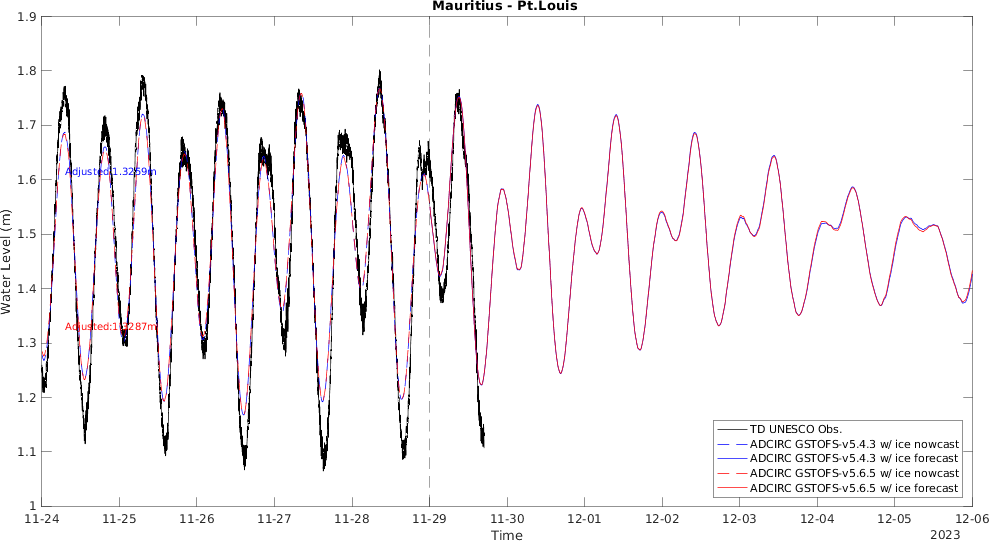 Mauritius - Pt.Louis
1.9
1.8
1.7
1.6
1.5
1.4
1.3
1.2
1.1
1
Water Level (m)
Adjusted:1.3259m
Adjusted:1.3287m
TD UNESCO Obs.
ADCIRC GSTOFS-v5.4.3 w/ ice nowcast
ADCIRC GSTOFS-v5.4.3 w/ ice forecast
ADCIRC GSTOFS-v5.6.5 w/ ice nowcast
ADCIRC GSTOFS-v5.6.5 w/ ice forecast
11-24 11-25 11-26 11-27 11-28 11-29 11-30 12-01 12-02 12-03 12-04 12-05 12-06
Time
2023